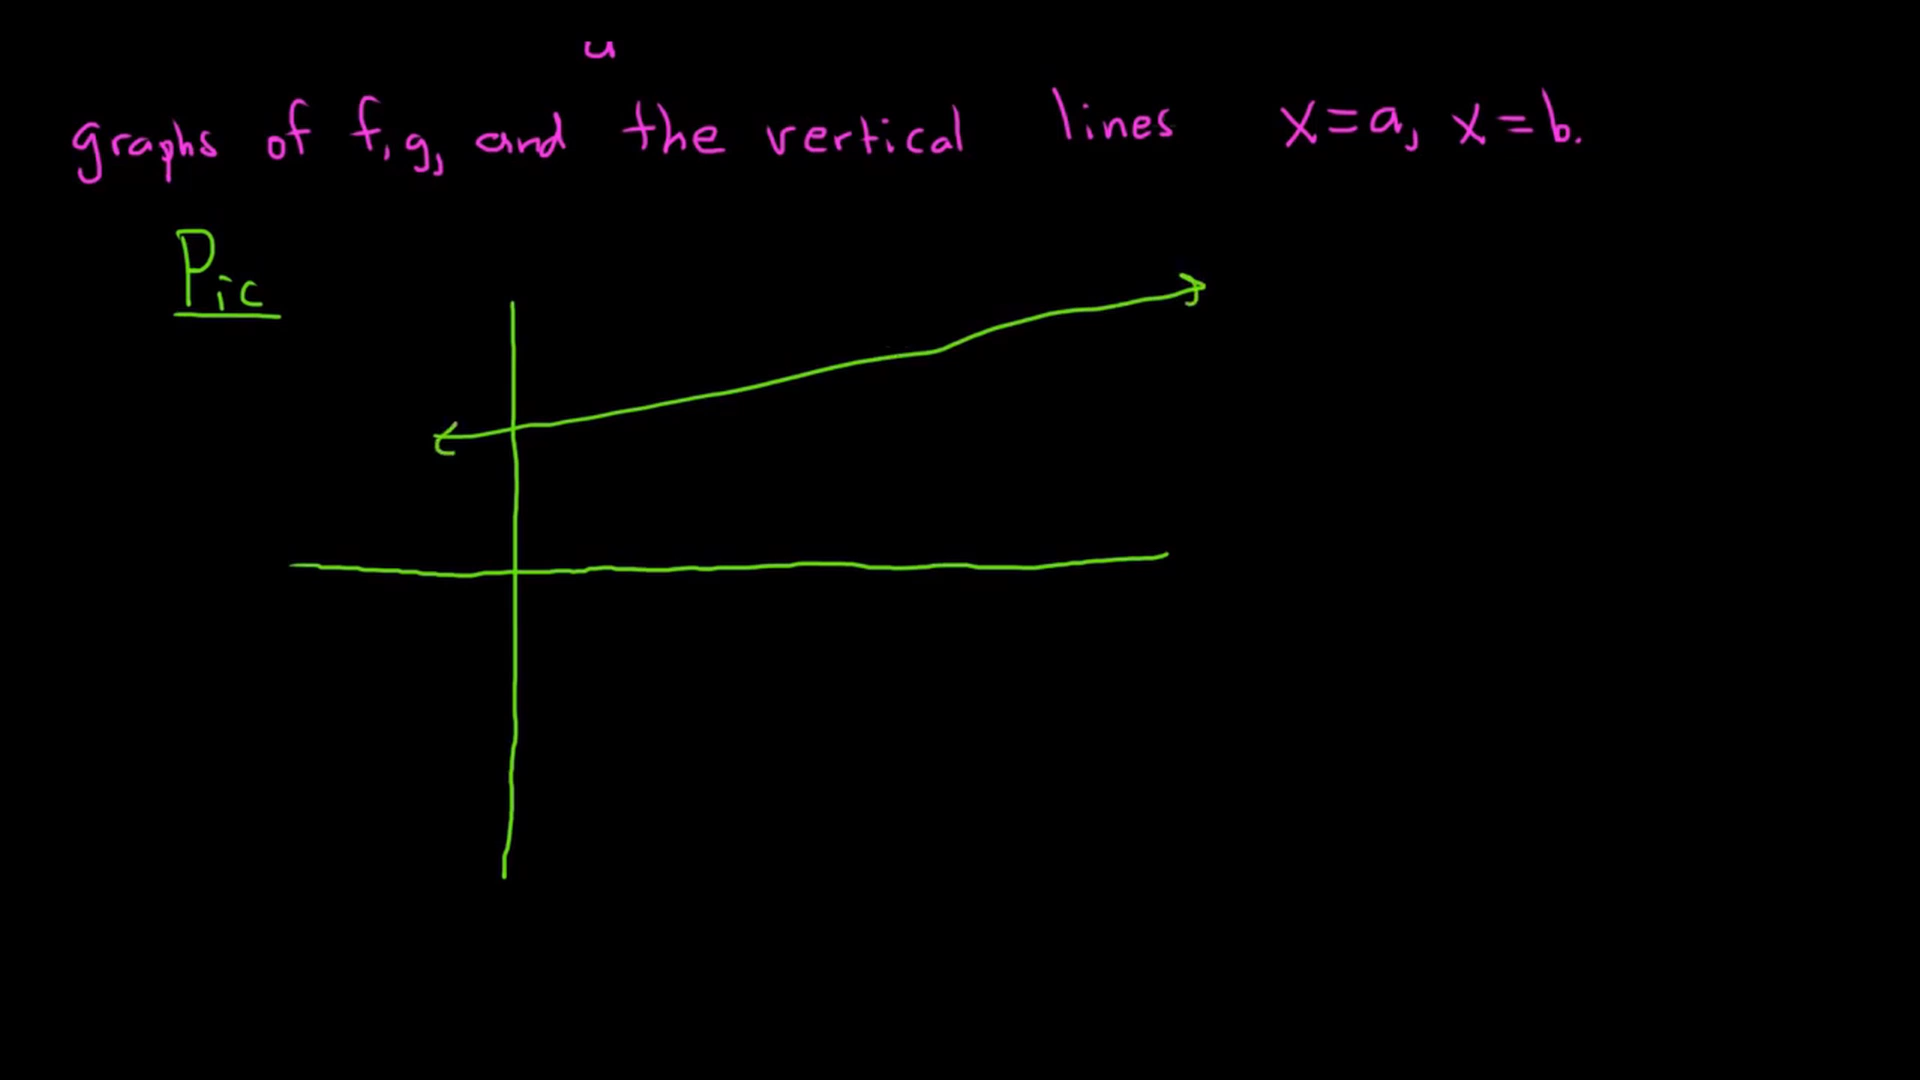 graphs of f, g, and the vertical lines x=a, x=b.
Pic